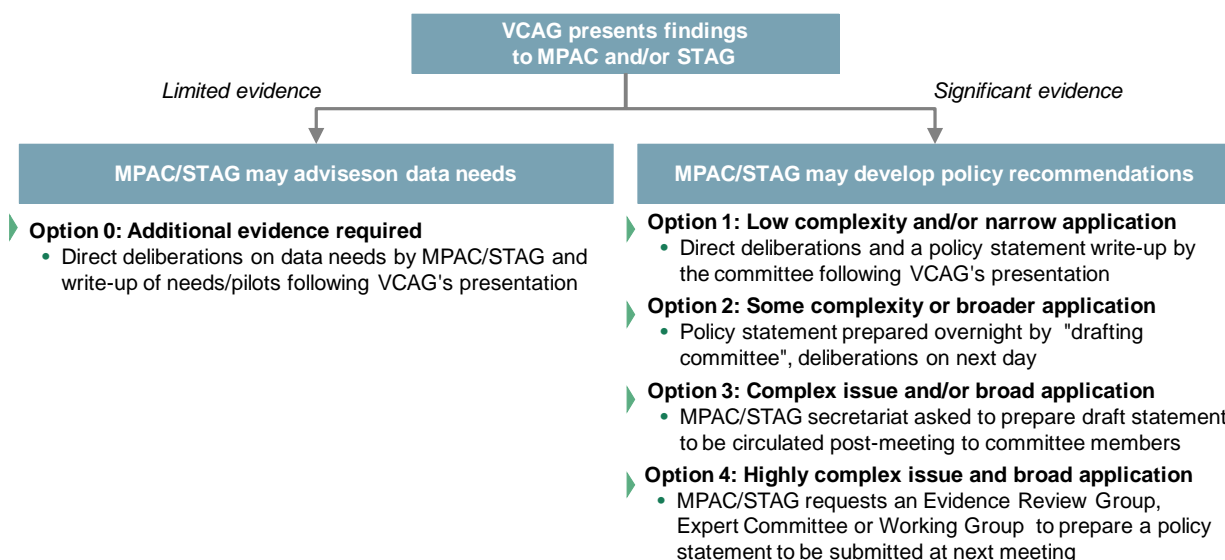 VCAG presents findings
to MPAC and/or STAG
Limited evidence
Significant evidence
MPAC/STAG may adviseson data needs
Option 0: Additional evidence required
• Direct deliberations on data needs by MPAC/STAG and
write-up of needs/pilots following VCAG's presentation
MPAC/STAG may develop policy recommendations
Option 1: Low complexity and/or narrow application
• Direct deliberations and a policy statement write-up by
the committee following VCAG's presentation
Option 2: Some complexity or broader application
• Policy statement prepared overnight by "drafting
committee", deliberations on next day
Option 3: Complex issue and/or broad application
• MPAC/STAG secretariat asked to prepare draft statement
to be circulated post-meeting to committee members
Option 4: Highly complex issue and broad application
• MPAC/STAG requests an Evidence Review Group,
Expert Committee or Working Group to prepare a policy
statement to be submitted at next meeting